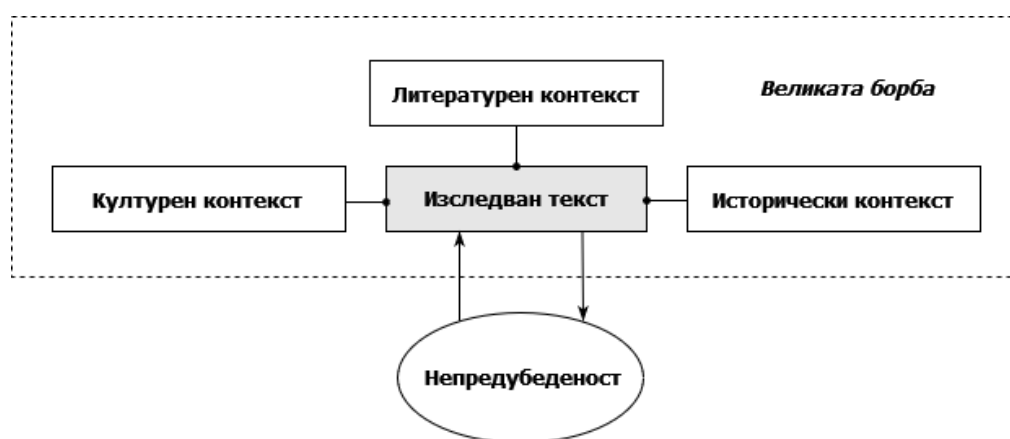 Великата борба
Литературен контекст
Културен контекст
Изследван текст
Исторически контекст
Непредубеденост